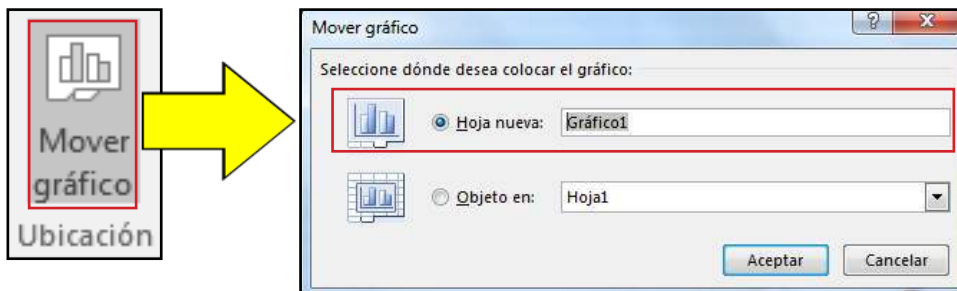 Mover
gráfico
Ubicación
Mover gráfico
?
X
Seleccione dónde desea colocar el gráfico:
Hoja nueva: Gráfico1
Objeto en: Hoja1
Aceptar Cancelar